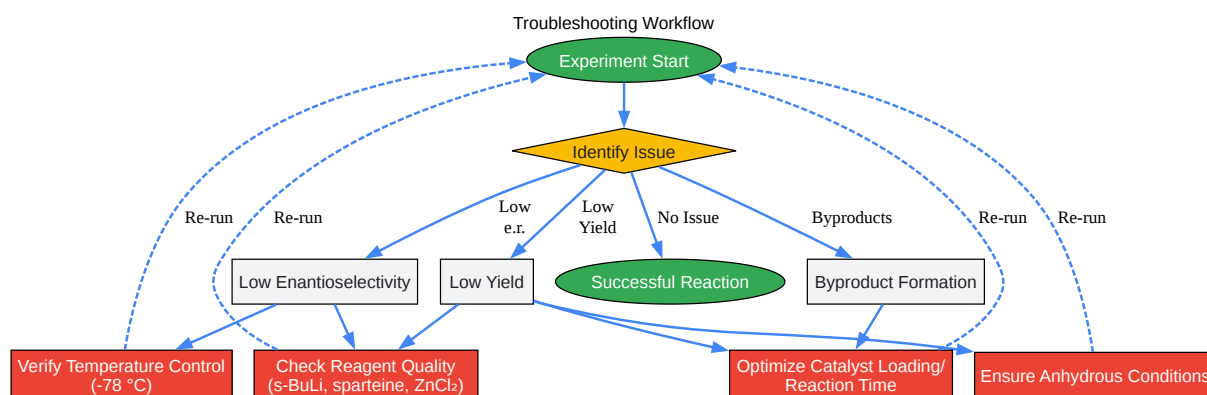 Troubleshooting Workflow
Experiment Start
Identify Issue
Re-run
Re-run
Low
e.r.
Low
Yield
No Issue
Byproducts
Re-run
Re-run
Low Enantioselectivity
Low Yield
Successful Reaction
Byproduct Formation
Verify Temperature Control
(-78 °C)
Check Reagent Quality
(s-BuLi, sparteine, ZnCl₂)
Optimize Catalyst Loading/
Reaction Time
Ensure Anhydrous Conditions